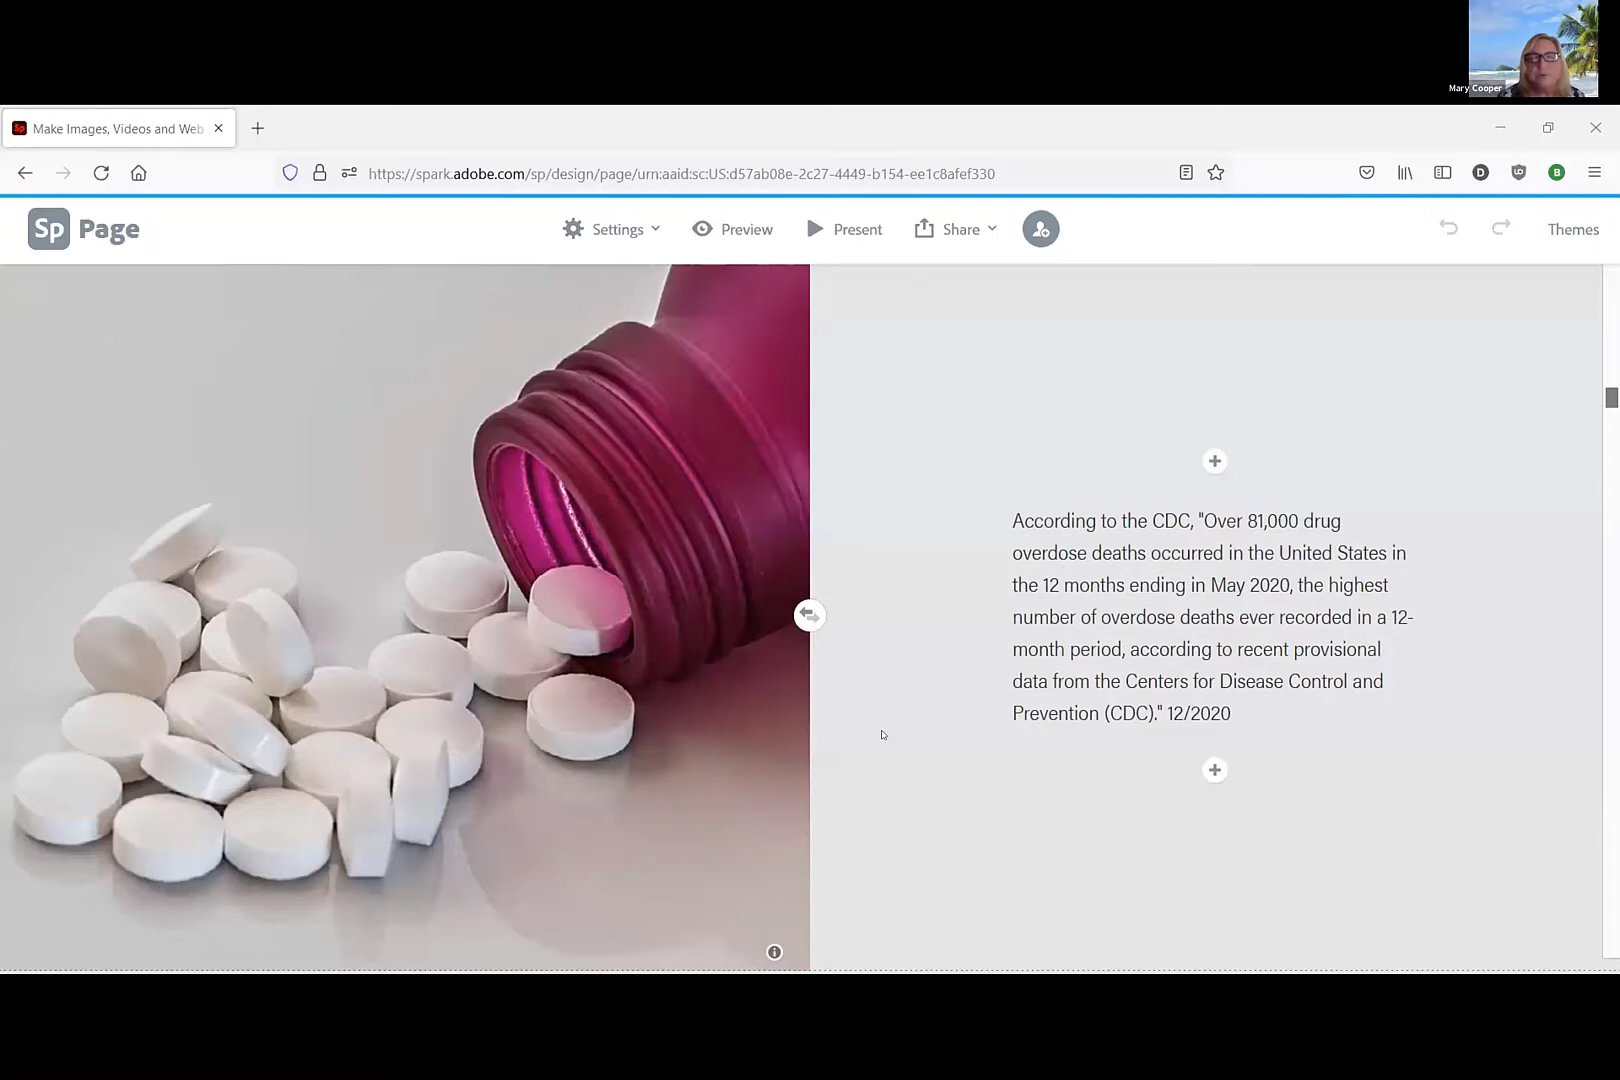 Mary Cooper
Sp Make Images, Videos and Web
https://spark.adobe.com/sp/design/page/urn:aaid:sc:US:d57ab08e-2c27-4449-b154-ee1c0afef330
D
B
Sp Page
Settings
Preview
Present
Share
Themes
According to the CDC, "Over 81,000 drug
overdose deaths occurred in the United States in
the 12 months ending in May 2020, the highest
number of overdose deaths ever recorded in a 12-
month period, according to recent provisional
data from the Centers for Disease Control and
Prevention (CDC)." 12/2020